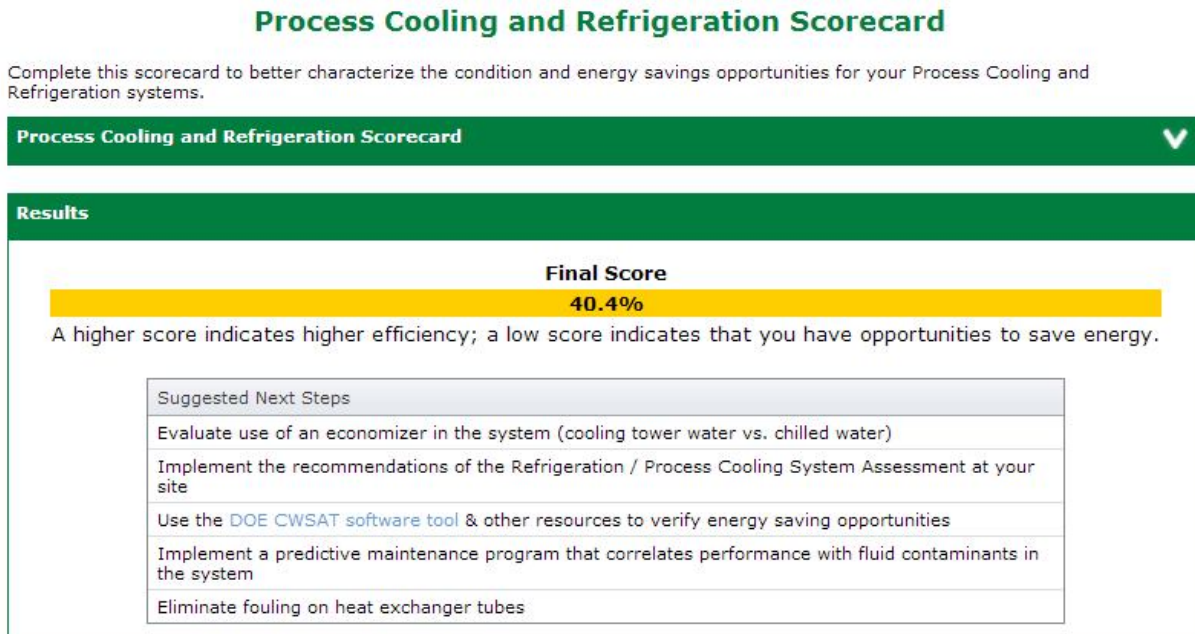 Process Cooling and Refrigeration Scorecard
Complete this scorecard to better characterize the condition and energy savings opportunities for your Process Cooling and
Refrigeration systems.
Process Cooling and Refrigeration Scorecard
Results
Final Score
40.4%
A higher score indicates higher efficiency; a low score indicates that you have opportunities to save energy.
Suggested Next Steps
Evaluate use of an economizer in the system (cooling tower water vs. chilled water)
Implement the recommendations of the Refrigeration / Process Cooling System Assessment at your
site
Use the DOE CWSAT software tool & other resources to verify energy saving opportunities
Implement a predictive maintenance program that correlates performance with fluid contaminants in
the system
Eliminate fouling on heat exchanger tubes